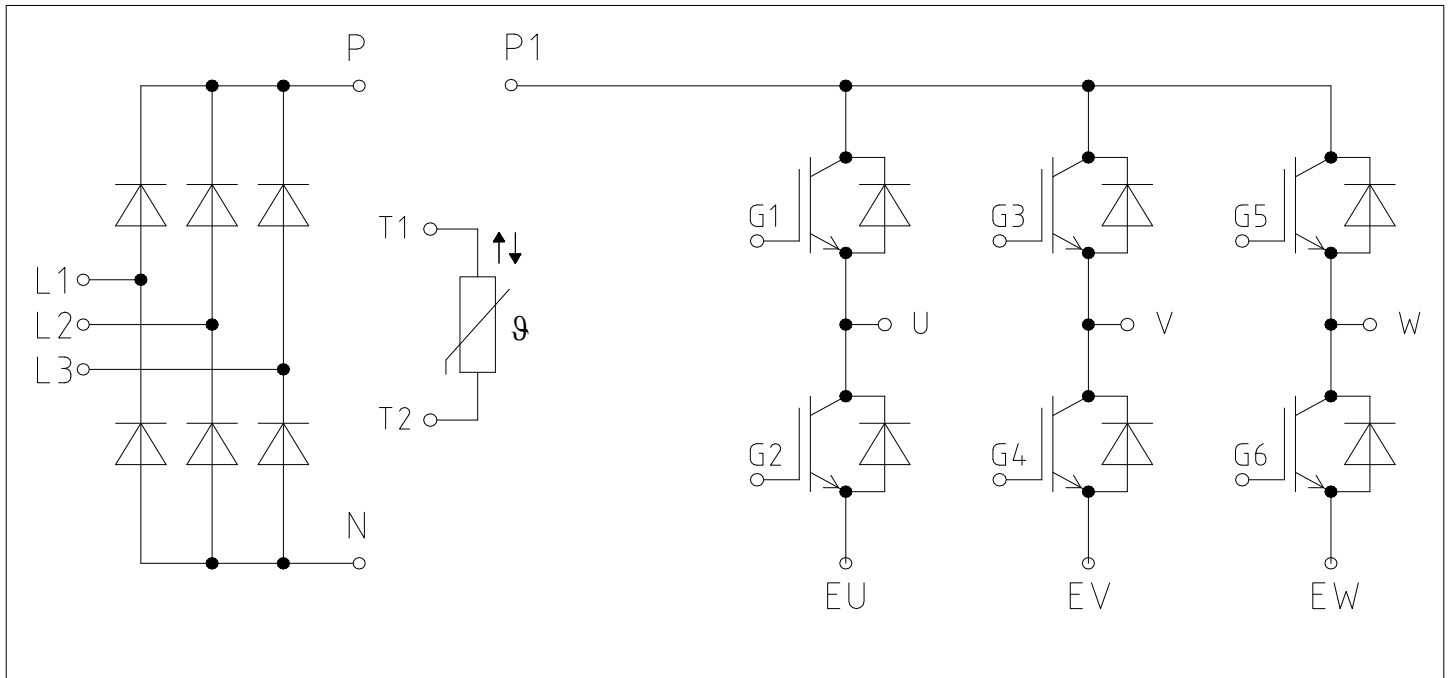 P P1
T1 G1 G3 G5
L1
L2 ϑ U V W
L3
T2 G2 G4 G6
N
EU EV EW